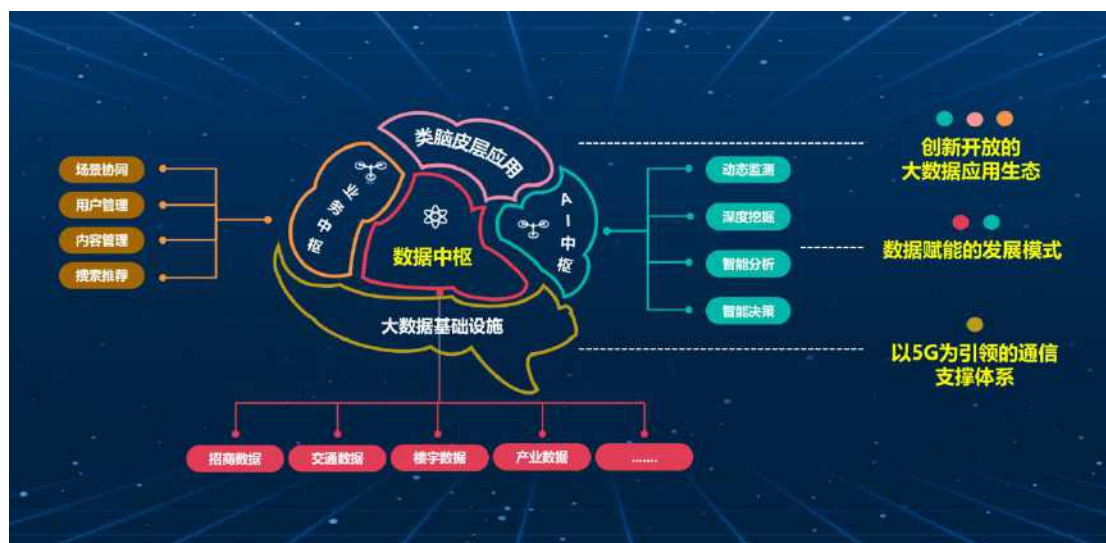 类脑皮层应用
业务中枢
AI中枢
数据中枢
大数据基础设施
场景协同
用户管理
内容管理
搜索推荐
动态监测
深度挖掘
智能分析
智能决策
创新开放的
大数据应用生态
数据赋能的发展模式
以5G为引领的通信
支撑体系
招商数据
交通数据
楼宇数据
产业数据
.......